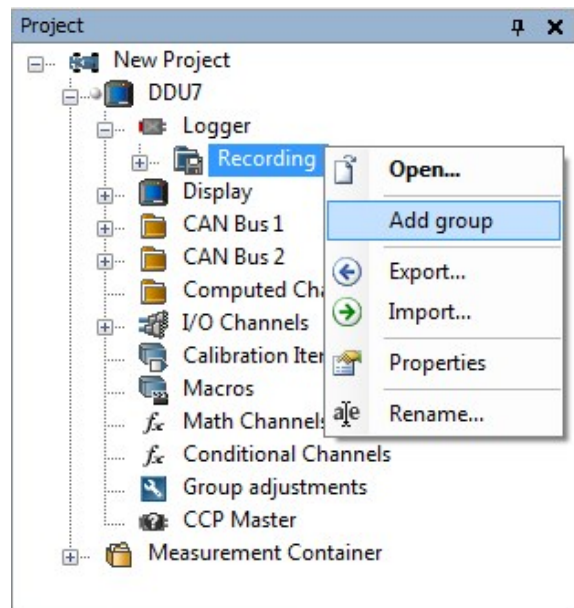 Project
New Project
DDU7
Logger
Recording
Open...
Display
Add group
CAN Bus 1
CAN Bus 2
Export...
Computed Cha
Import...
I/O Channels
Calibration Iter
Properties
Macros
Math Channels
Rename...
Conditional Channels
Group adjustments
CCP Master
Measurement Container